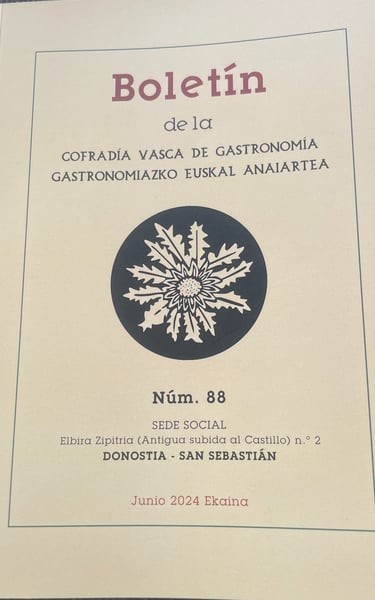 Boletín
de la
COFRADÍA VASCA DE GASTRONOMÍA
GASTRONOMIAZKO EUSKAL ANAIARTEA
Núm. 88
SEDE SOCIAL
Elbira Zipitria (Antigua subida al Castillo) n.º 2
DONOSTIA - SAN SEBASTIÁN
Junio 2024 Ekaina